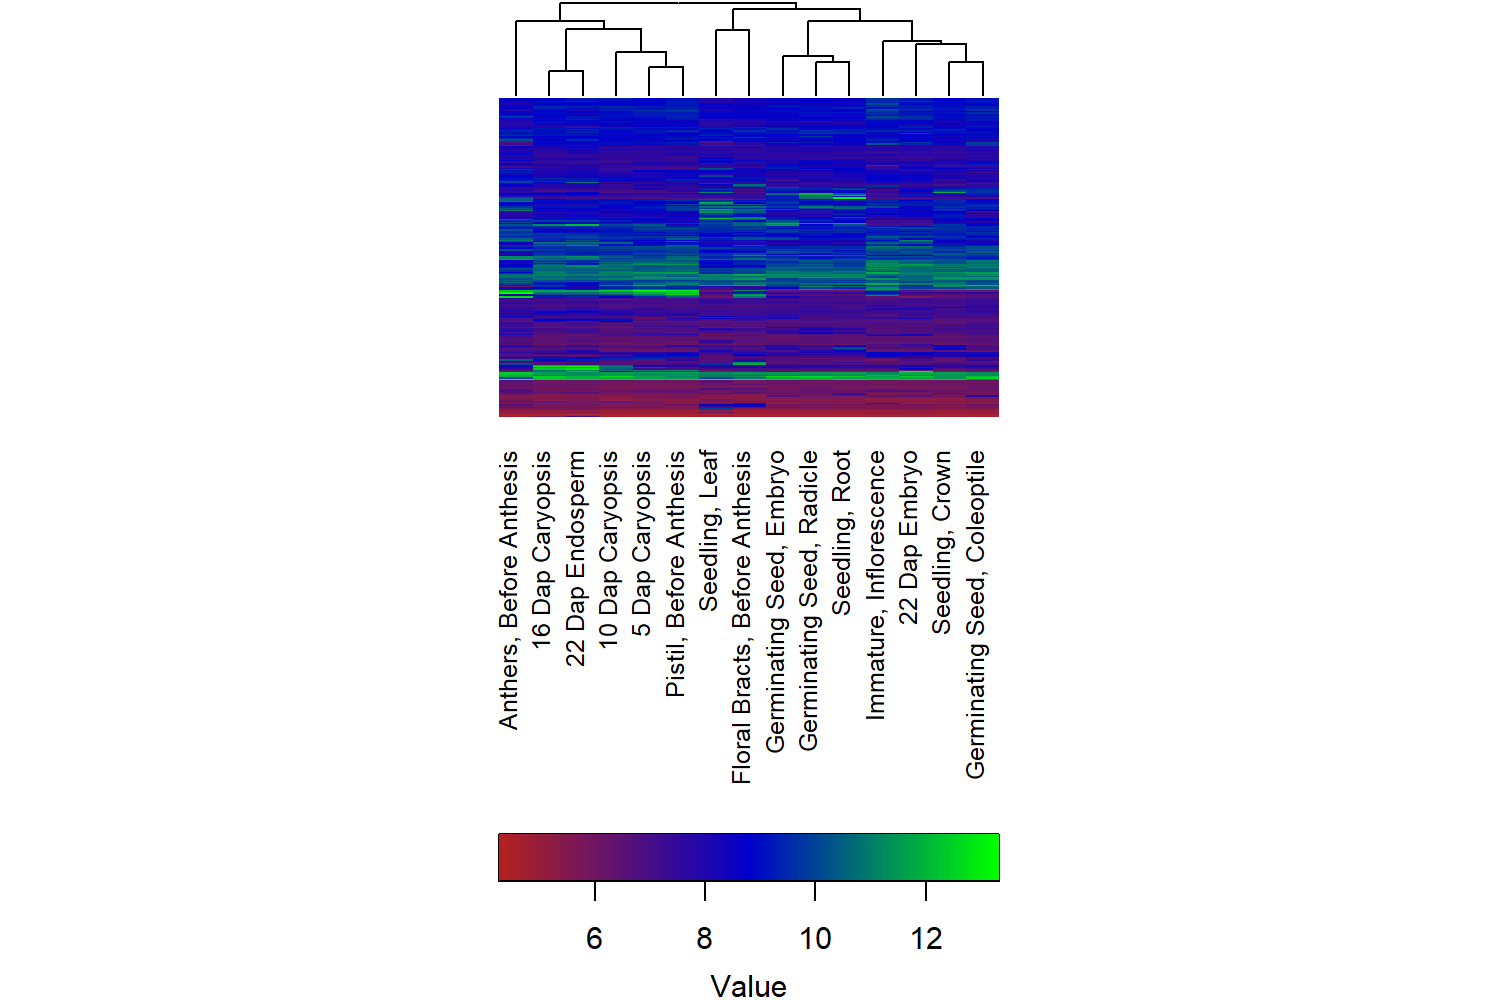 Anthers, Before Anthesis
16 Dap Caryopsis
22 Dap Endosperm
10 Dap Caryopsis
5 Dap Caryopsis
Pistil, Before Anthesis
Seedling, Leaf
Floral Bracts, Before Anthesis
Germinating Seed, Embryo
Germinating Seed, Radicle
Seedling, Root
Immature, Inflorescence
22 Dap Embryo
Seedling, Crown
Germinating Seed, Coleoptile
6 8 10 12
Value